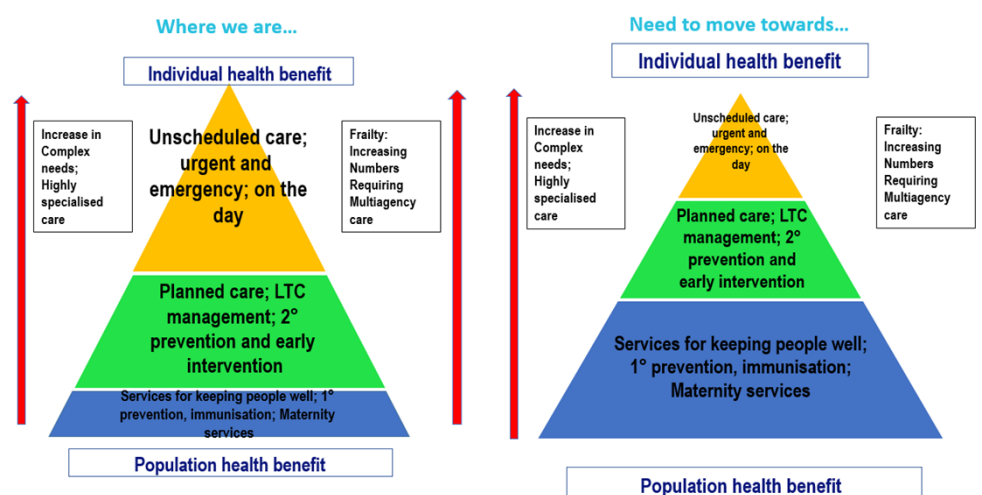 Where we are...
Individual health benefit
Increase in
Complex
needs;
Highly
specialised
care
Unscheduled care;
urgent and
emergency; on the
day
Frailty:
Increasing
Numbers
Requiring
Multiagency
care
Planned care; LTC
management; 2°
prevention and early
intervention
Services for keeping people well; 1°
prevention, immunisation; Maternity
services
Population health benefit
Need to move towards...
Individual health benefit
Increase in
Complex
needs;
Highly
specialised
care
Unscheduled care;
urgent and
emergency; on the
day
Frailty:
Increasing
Numbers
Requiring
Multiagency
care
Planned care; LTC
management; 2°
prevention and
early intervention
Services for keeping people well;
1° prevention, immunisation;
Maternity services
Population health benefit